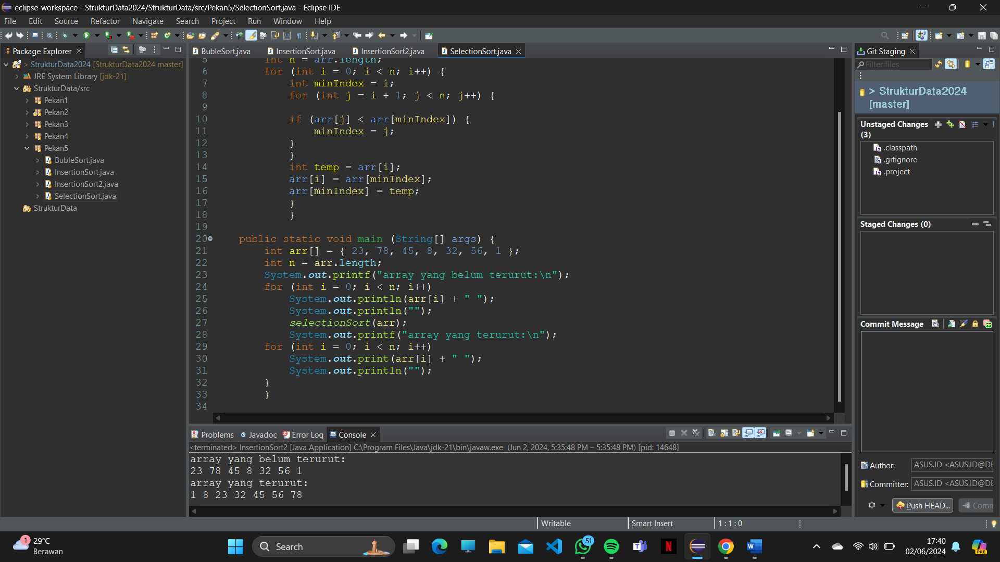 eclipse-workspace - StrukturData2024/StrukturData/src/Pekan5/SelectionSort.java - Eclipse IDE
File Edit Source Refactor Navigate Search Project Run Window Help
Package Explorer
> StrukturData2024 [StrukturData2024 master]
JRE System Library [jdk-21]
StrukturData/src
Pekan1
Pekan2
Pekan3
Pekan4
Pekan5
BubleSort.java
InsertionSort.java
InsertionSort2.java
SelectionSort.java
StrukturData
BubleSort.java InsertionSort.java InsertionSort2.java SelectionSort.java
5 int n = arr.length;
6 for (int i = 0; i < n; i++) {
7 int minIndex = i;
8 for (int j = i + 1; j < n; j++) {
9
10 if (arr[j] < arr[minIndex]) {
11 minIndex = j;
12 }
13 }
14 int temp = arr[i];
15 arr[i] = arr[minIndex];
16 arr[minIndex] = temp;
17 }
18 }
19
20 public static void main (String[] args) {
21 int arr[] = { 23, 78, 45, 8, 32, 56, 1 };
22 int n = arr.length;
23 System.out.printf("array yang belum terurut:\n");
24 for (int i = 0; i < n; i++)
25 System.out.println(arr[i] + " ");
26 System.out.println("");
27 selectionSort(arr);
28 System.out.printf("array yang terurut:\n");
29 for (int i = 0; i < n; i++)
30 System.out.print(arr[i] + " ");
31 System.out.println("");
32 }
33 }
34
Problems Javadoc Error Log Console
<terminated> InsertionSort2 [Java Application] C:\Program Files\Java\jdk-21\bin\javaw.exe (Jun 2, 2024, 5:35:48 PM – 5:35:48 PM) [pid: 14648]
array yang belum terurut:
23 78 45 8 32 56 1
array yang terurut:
1 8 23 32 45 56 78
Git Staging
Filter files
> StrukturData2024
[master]
Unstaged Changes
(3)
.classpath
.gitignore
.project
Staged Changes (0)
Commit Message
Author: ASUS.ID <ASUS.ID@DE
Committer: ASUS.ID <ASUS.ID@DE
Push HEAD... Comm
Writable Smart Insert 1 : 1 : 0
1
29°C
Berawan
Search
51
PRE
17:40
02/06/2024